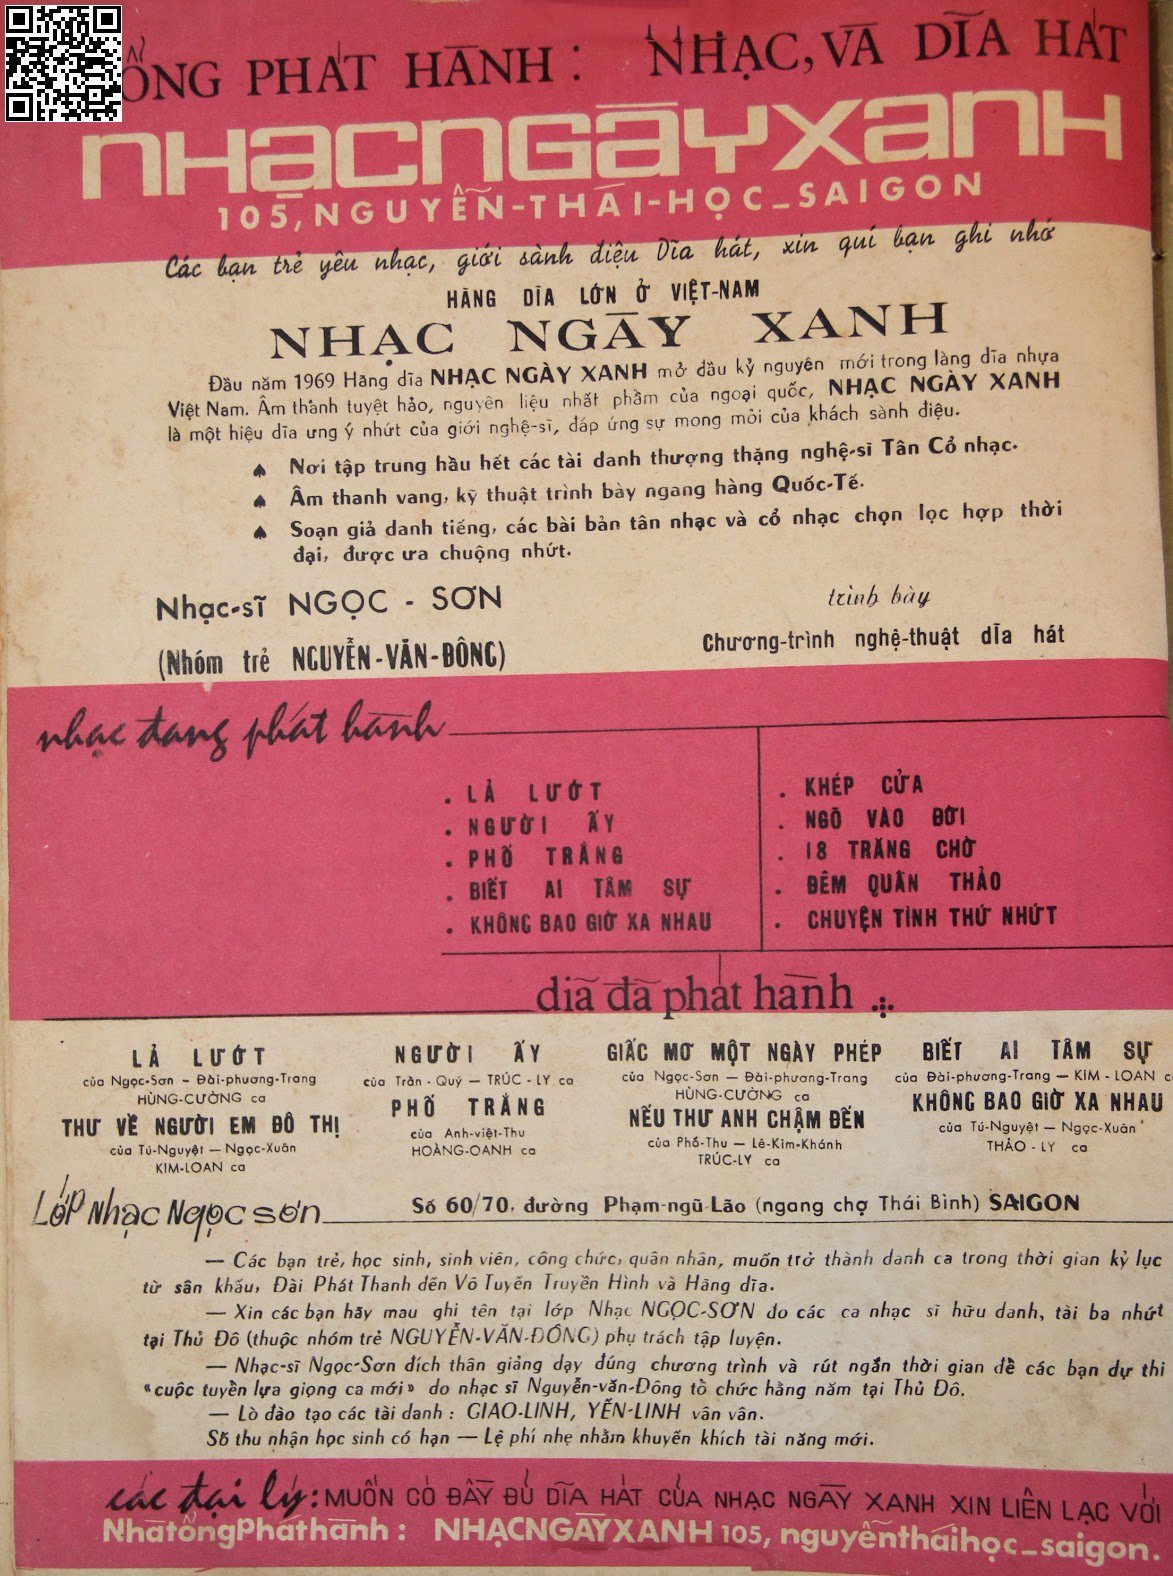 TỔNG PHÁT HÀNH : NHẠC, VÀ DĨA HÁT
NHẠC NGÀY XANH
105, NGUYỄN-THÁI-HỌC_SAIGON
Các bạn trẻ yêu nhạc, giới sành điệu Dĩa hát, xin quí bạn ghi nhớ
HÃNG DĨA LỚN Ở VIỆT-NAM
NHẠC NGÀY XANH
Đầu năm 1969 Hãng dĩa NHẠC NGÀY XANH mở đầu kỷ nguyên mới trong làng dĩa nhựa
Việt Nam. Âm thành tuyệt hảo, nguyên liệu nhất phẩm của ngoại quốc, NHẠC NGÀY XANH
là một hiệu dĩa ưng ý nhứt của giới nghệ-sĩ, đáp ứng sự mong mỏi của khách sành điệu.
♠ Nơi tập trung hầu hết các tài danh thượng thặng nghệ-sĩ Tân Cổ nhạc.
♠ Âm thanh vang, kỹ thuật trình bày ngang hàng Quốc-Tế.
♠ Soạn giả danh tiếng, các bài bản tân nhạc và cổ nhạc chọn lọc hợp thời
đại, được ưa chuộng nhứt.
Nhạc-sĩ NGỌC - SƠN
(Nhóm trẻ NGUYỄN-VĂN-ĐÔNG)
trình bày
Chương-trình nghệ-thuật dĩa hát
nhạc đang phát hành
. LẢ LƯỚT
. NGƯỜI ẤY
. PHỐ TRẮNG
. BIẾT AI TÂM SỰ
. KHÔNG BAO GIỜ XA NHAU
. KHÉP CỬA
. NGÕ VÀO ĐỜI
. 18 TRĂNG CHỜ
. ĐÊM QUÂN THẢO
. CHUYỆN TÌNH THỨ NHỨT
dĩa đã phát hành
LẢ LƯỚT
của Ngọc-Sơn – Đài-phương-Trang
HÙNG-CƯỜNG ca
THƯ VỀ NGƯỜI EM ĐÔ THỊ
của Tú-Nguyệt – Ngọc-Xuân
KIM-LOAN ca
NGƯỜI ẤY
của Trần - Quý — TRÚC - LY ca
PHỐ TRẮNG
của Anh-việt-Thu
HOÀNG-OANH ca
GIẤC MƠ MỘT NGÀY PHÉP
của Ngọc-Sơn — Đài-phương-Trang
HÙNG-CƯỜNG ca
NẾU THƯ ANH CHẬM ĐẾN
của Phố-Thu — Lê-Kim-Khánh
TRÚC-LY ca
BIẾT AI TÂM SỰ
của Đài-phương-Trang — KIM - LOAN ca
KHÔNG BAO GIỜ XA NHAU
của Tú-Nguyệt — Ngọc-Xuân
THẢO - LY ca
LỚP NHẠC NGỌC SƠN
Số 60/70, đường Phạm-ngũ-Lão (ngang chợ Thái Bình) SAIGON
— Các bạn trẻ, học sinh, sinh viên, công chức, quân nhân, muốn trở thành danh ca trong thời gian kỷ lục
từ sân khấu, Đài Phát Thanh đến Vô Tuyến Truyền Hình và Hãng dĩa.
— Xin các bạn hãy mau ghi tên tại lớp Nhạc NGỌC-SƠN do các ca nhạc sĩ hữu danh, tài ba nhứt
tại Thủ Đô (thuộc nhóm trẻ NGUYỄN-VĂN-ĐÔNG) phụ trách tập luyện.
— Nhạc-sĩ Ngọc-Sơn đích thân giảng dạy đúng chương trình và rút ngắn thời gian để các bạn dự thi
«cuộc tuyển lựa giọng ca mới» do nhạc sĩ Nguyễn-văn-Đông tổ chức hằng năm tại Thủ Đô.
— Lò đào tạo các tài danh : GIAO-LINH, YẾN-LINH vân vân.
Số thu nhận học sinh có hạn — Lệ phí nhẹ nhằm khuyến khích tài năng mới.
các đại lý: MUỐN CÓ ĐẦY ĐỦ DĨA HÁT CỦA NHẠC NGÀY XANH XIN LIÊN LẠC VỚI
Nhà tổng Phát hành : NHẠC NGÀY XANH 105, nguyễn thái học_saigon.